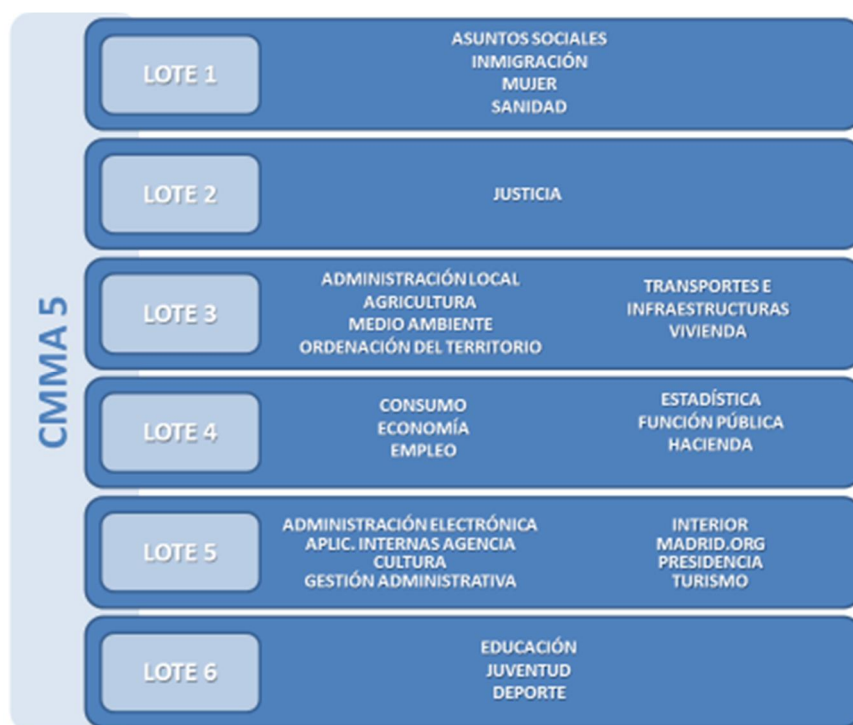 CMMA 5
LOTE 1
ASUNTOS SOCIALES
INMIGRACIÓN
MUJER
SANIDAD
LOTE 2
JUSTICIA
LOTE 3
ADMINISTRACIÓN LOCAL
AGRICULTURA
MEDIO AMBIENTE
ORDENACIÓN DEL TERRITORIO
TRANSPORTES E
INFRAESTRUCTURAS
VIVIENDA
LOTE 4
CONSUMO
ECONOMÍA
EMPLEO
ESTADÍSTICA
FUNCIÓN PÚBLICA
HACIENDA
LOTE 5
ADMINISTRACIÓN ELECTRÓNICA
APLIC. INTERNAS AGENCIA
CULTURA
GESTIÓN ADMINISTRATIVA
INTERIOR
MADRID.ORG
PRESIDENCIA
TURISMO
LOTE 6
EDUCACIÓN
JUVENTUD
DEPORTE